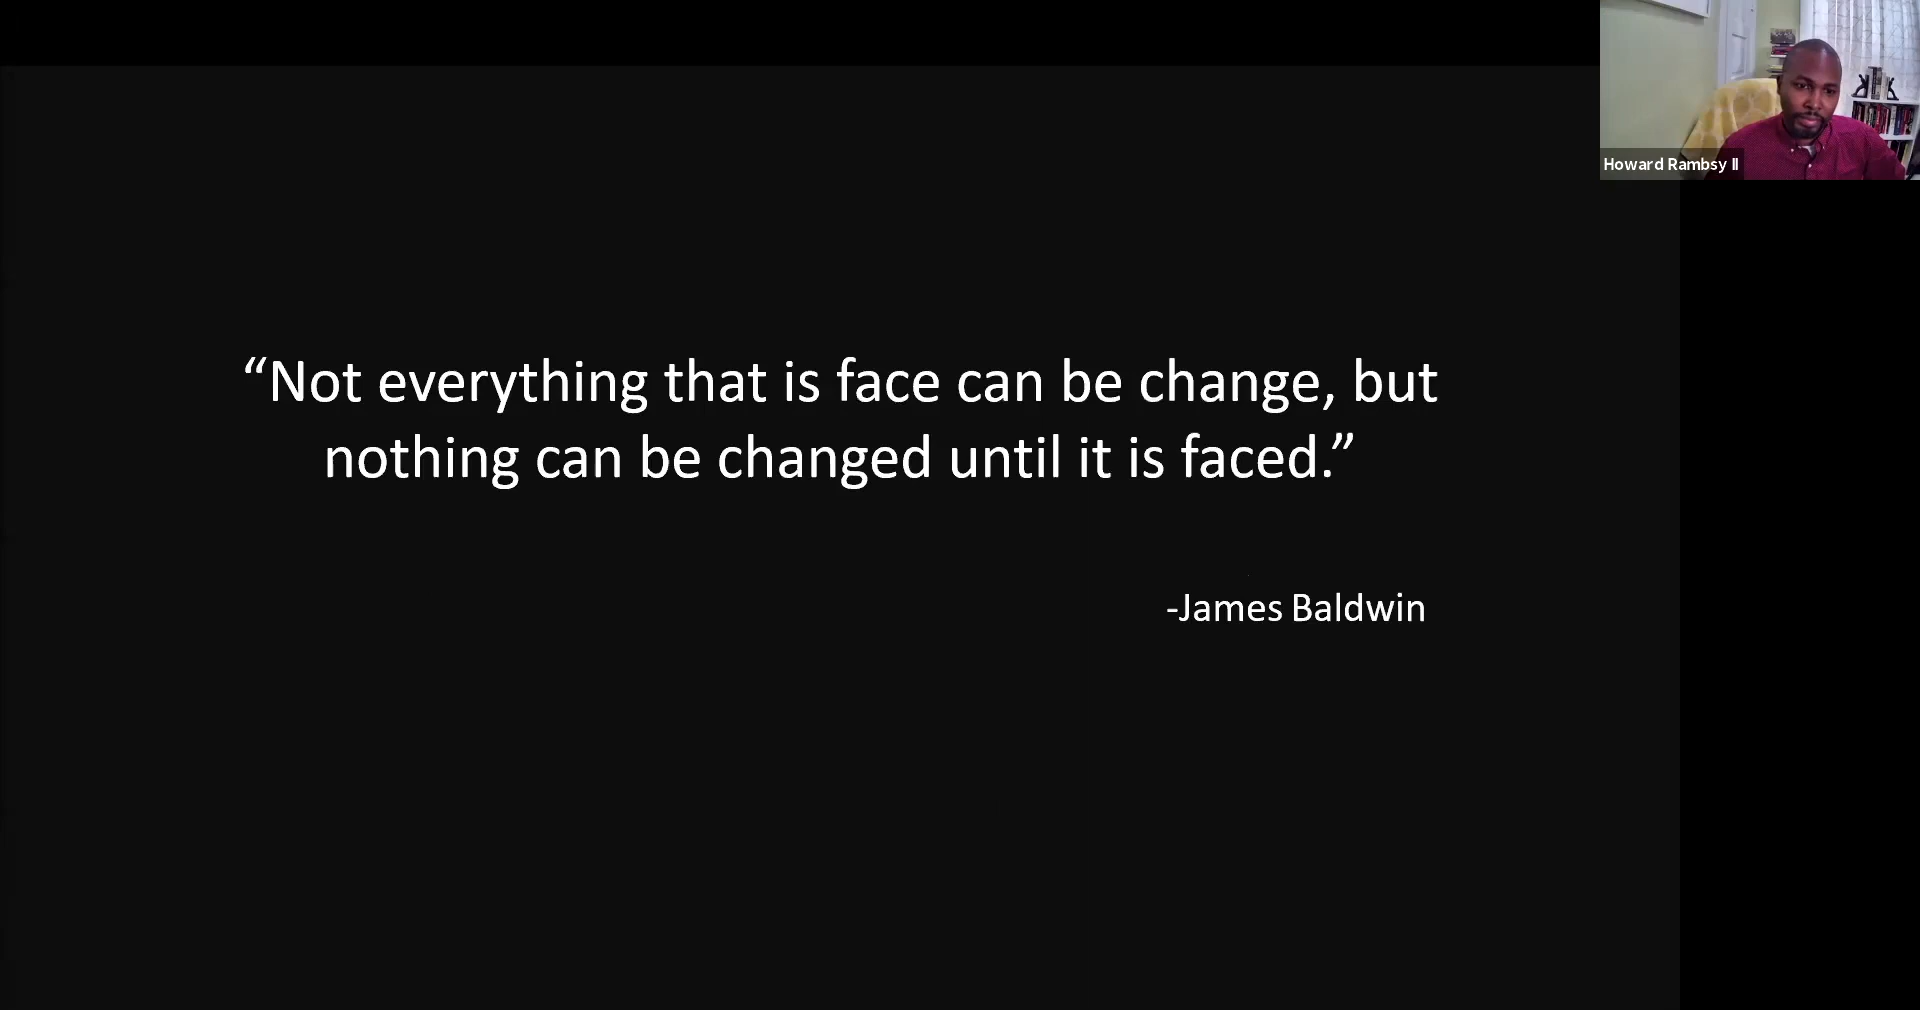 Howard Rambsy II
“Not everything that is face can be change, but
nothing can be changed until it is faced.”
-James Baldwin